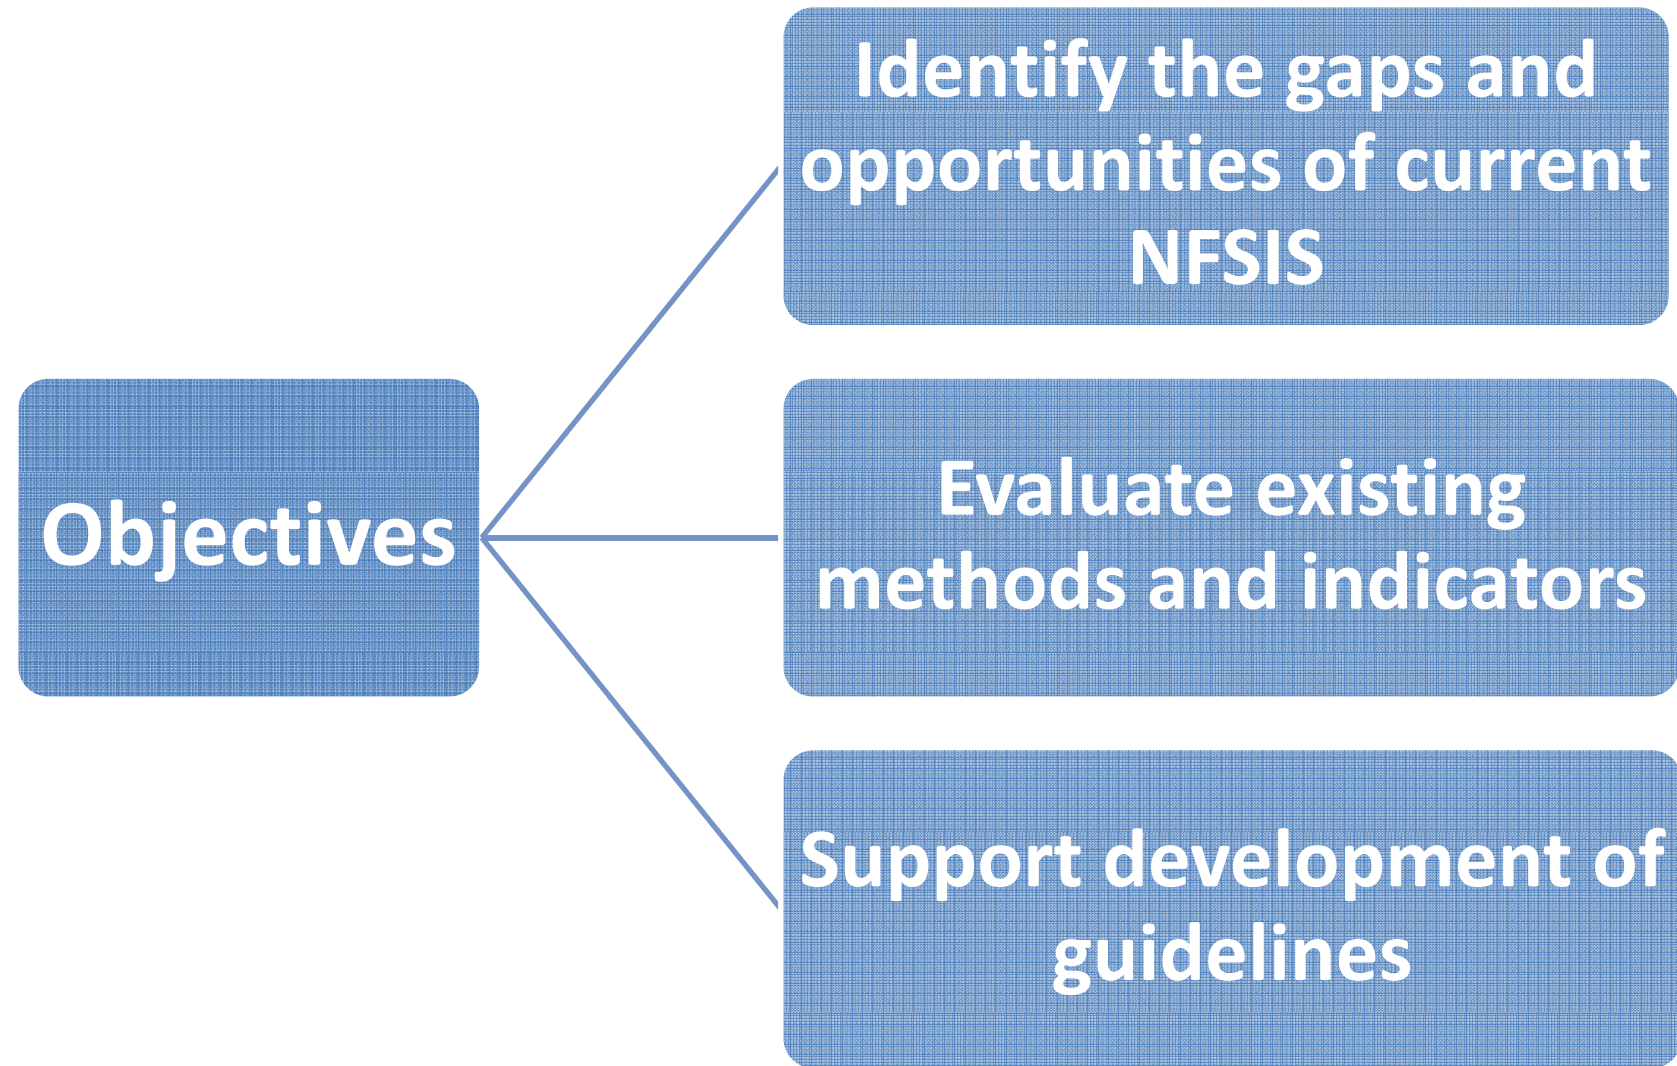 Objectives
Identify the gaps and
opportunities of current
NFSIS
Evaluate existing
methods and indicators
Support development of
guidelines